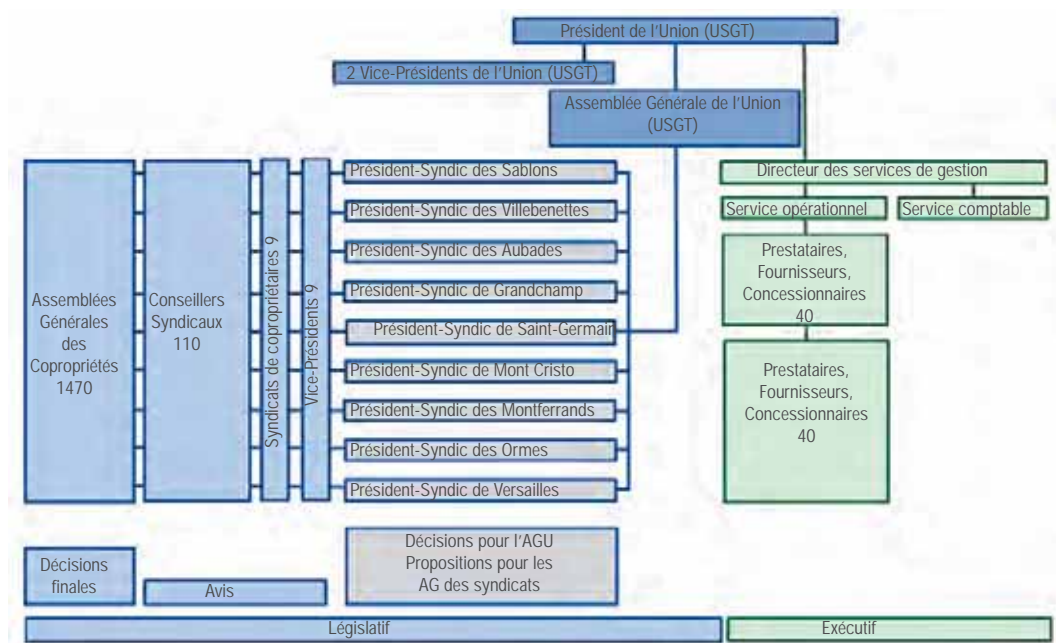 Président de l'Union (USGT)
2 Vice-Présidents de l'Union (USGT)
Assemblée Générale de l'Union
(USGT)
Assemblées
Générales
des
Copropriétés
1470
Conseillers
Syndicaux
110
Syndicats de copropriétaires 9
Vice-Présidents 9
Président-Syndic des Sablons
Président-Syndic des Villebenettes
Président-Syndic des Aubades
Président-Syndic de Grandchamp
Président-Syndic de Saint-Germain
Président-Syndic de Mont Cristo
Président-Syndic des Montferrands
Président-Syndic des Ormes
Président-Syndic de Versailles
Directeur des services de gestion
Service opérationnel
Service comptable
Prestataires,
Fournisseurs,
Concessionnaires
40
Prestataires,
Fournisseurs,
Concessionnaires
40
Décisions
finales
Avis
Décisions pour l'AGU
Propositions pour les
AG des syndicats
Législatif
Exécutif